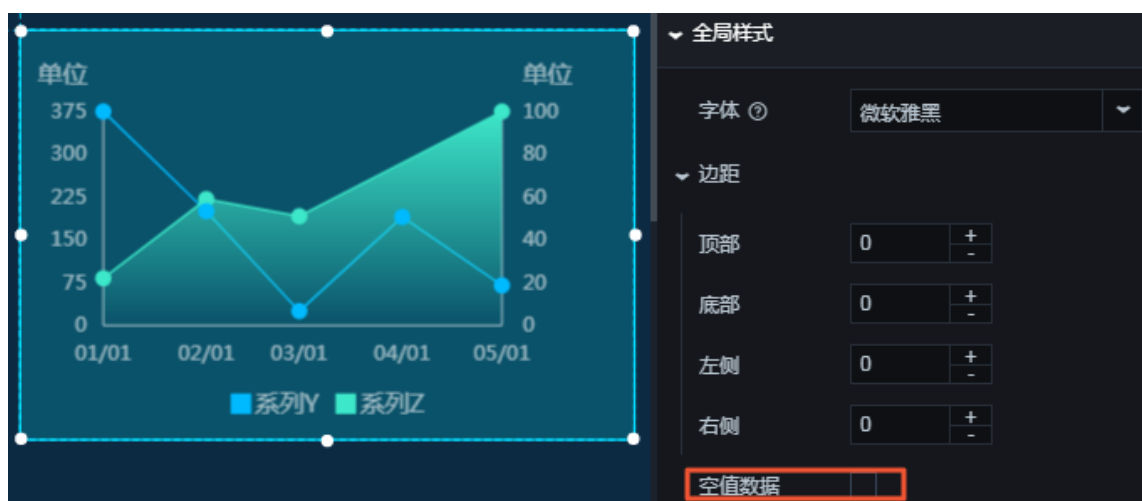 单位 单位
375 100
300 80
225 60
150 40
75 20
0 0
01/01 02/01 03/01 04/01 05/01
系列Y 系列Z
全局样式
字体 ? 微软雅黑
边距
顶部 0 + -
底部 0 + -
左侧 0 + -
右侧 0 + -
空值数据